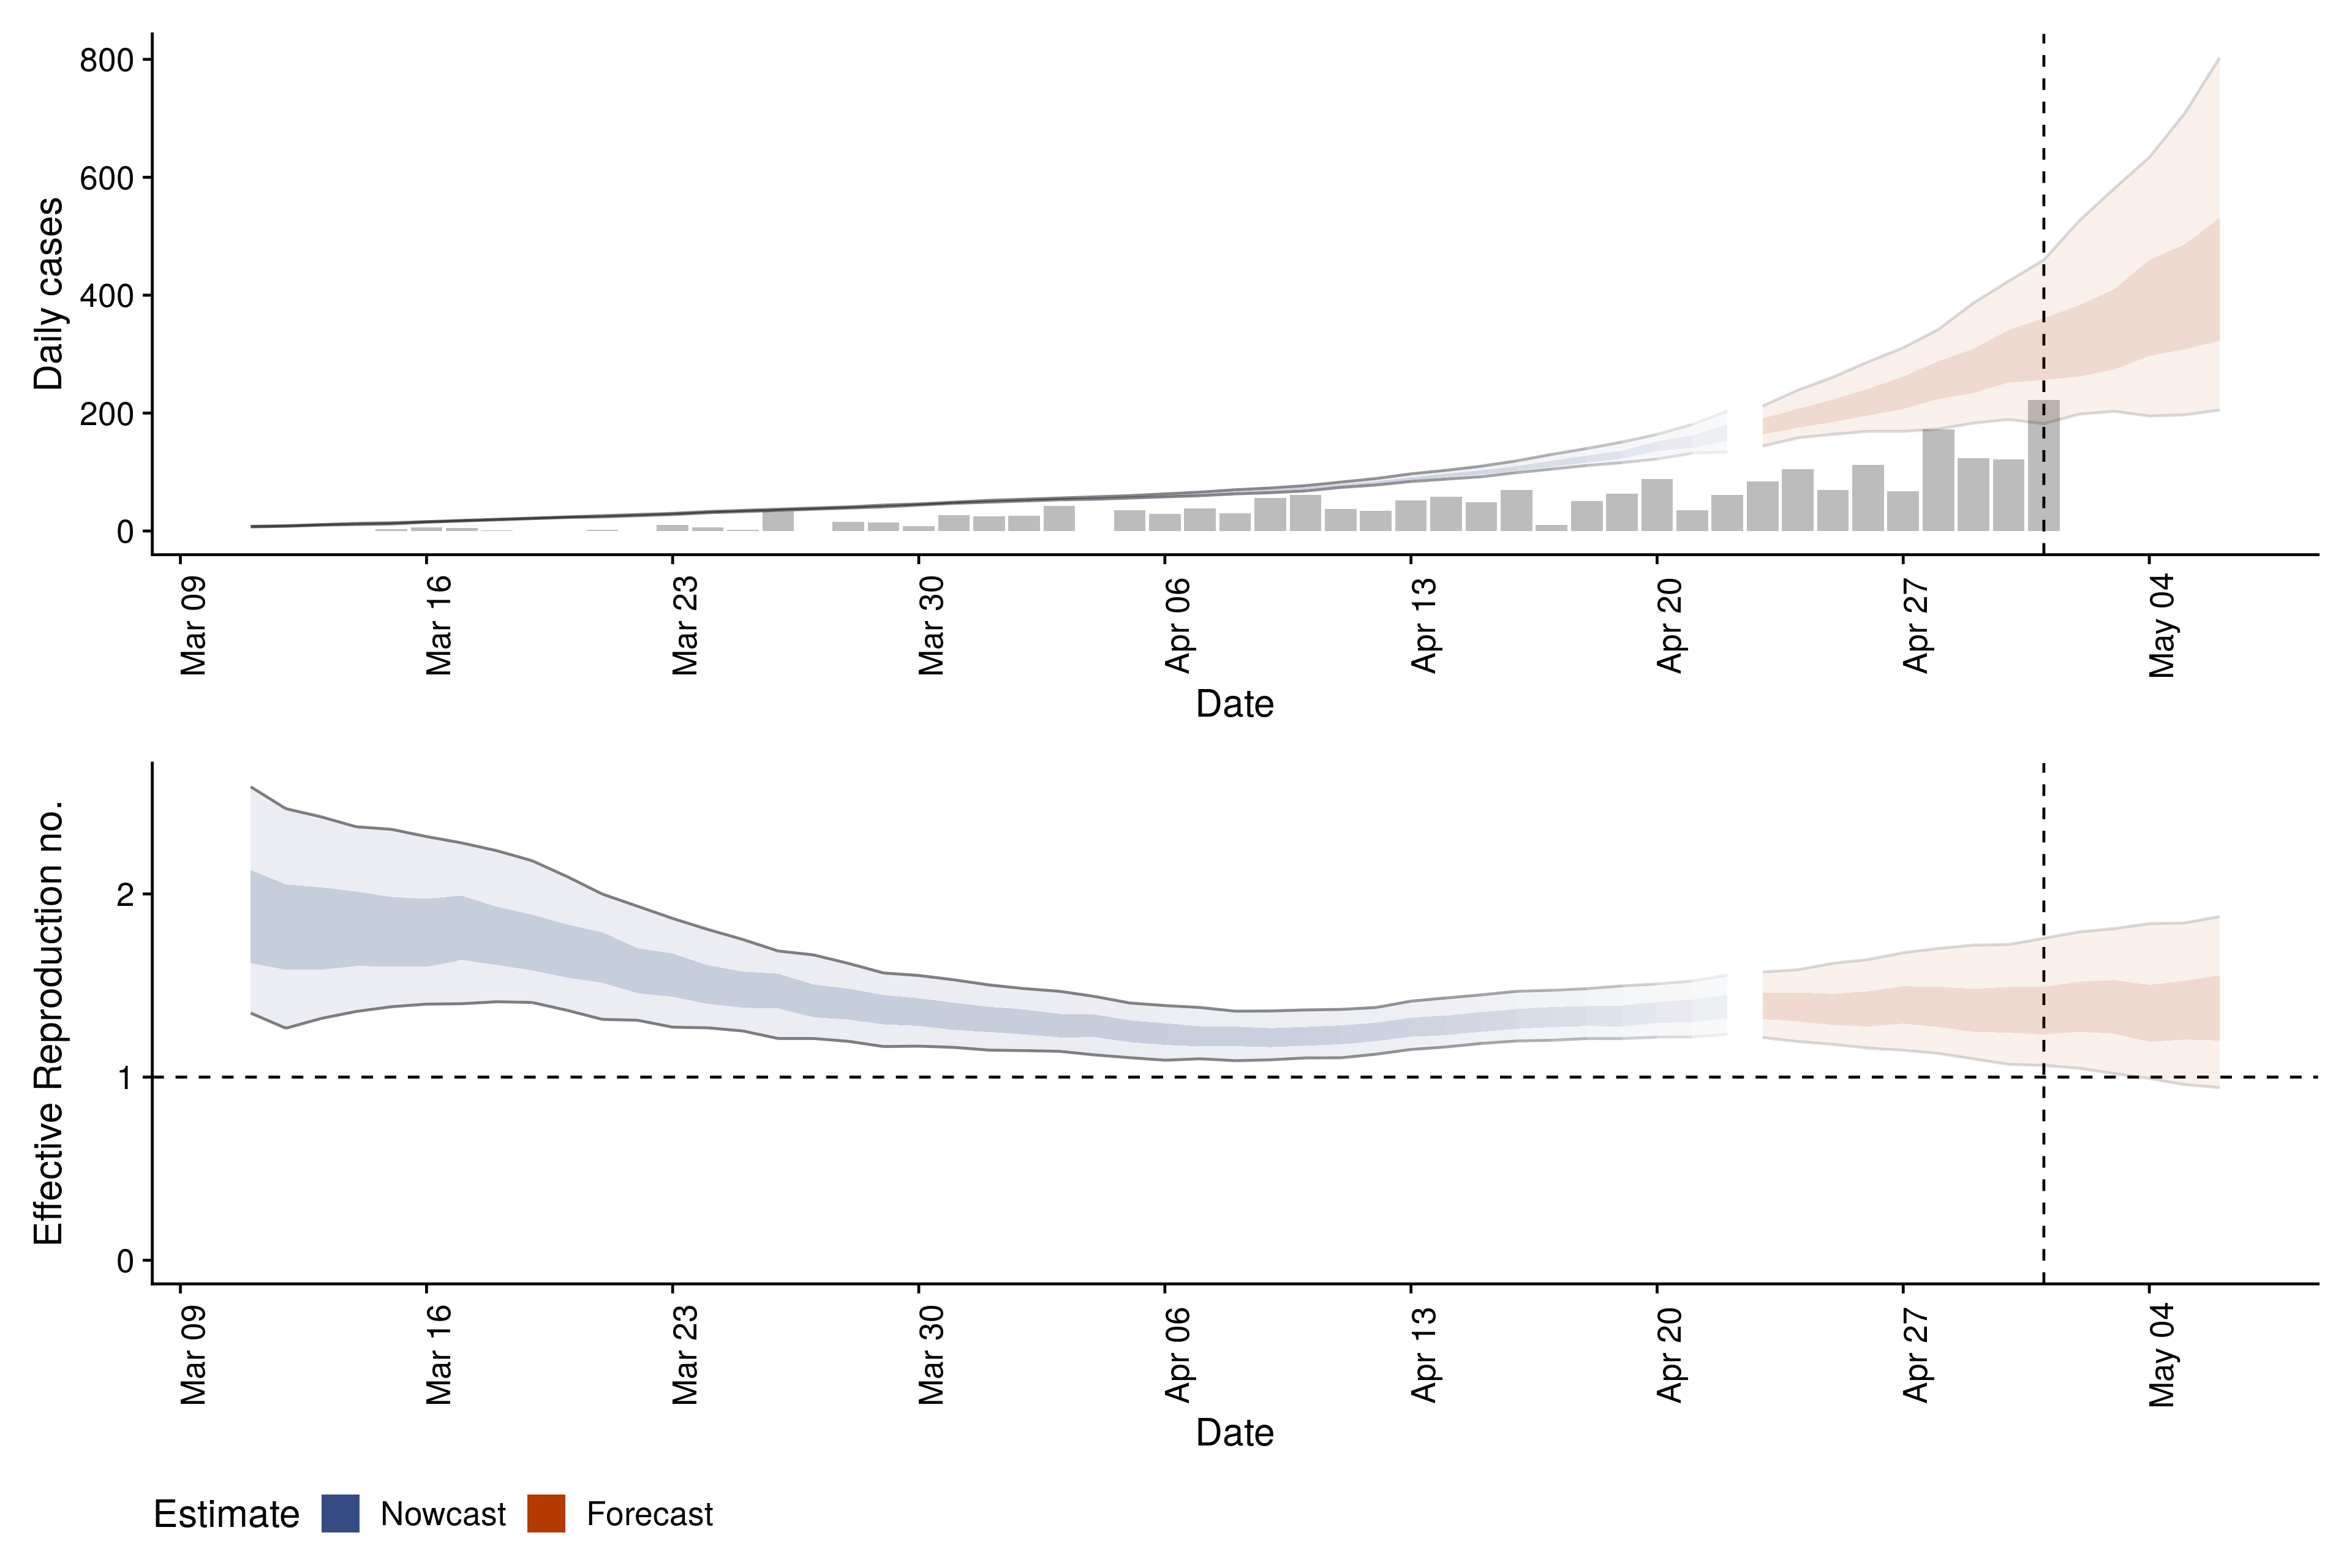 800
600
400
200
0
Daily cases
Mar 09
Mar 16
Mar 23
Mar 30
Apr 06
Apr 13
Apr 20
Apr 27
May 04
Date
2
1
0
Effective Reproduction no.
Mar 09
Mar 16
Mar 23
Mar 30
Apr 06
Apr 13
Apr 20
Apr 27
May 04
Date
Estimate Nowcast Forecast